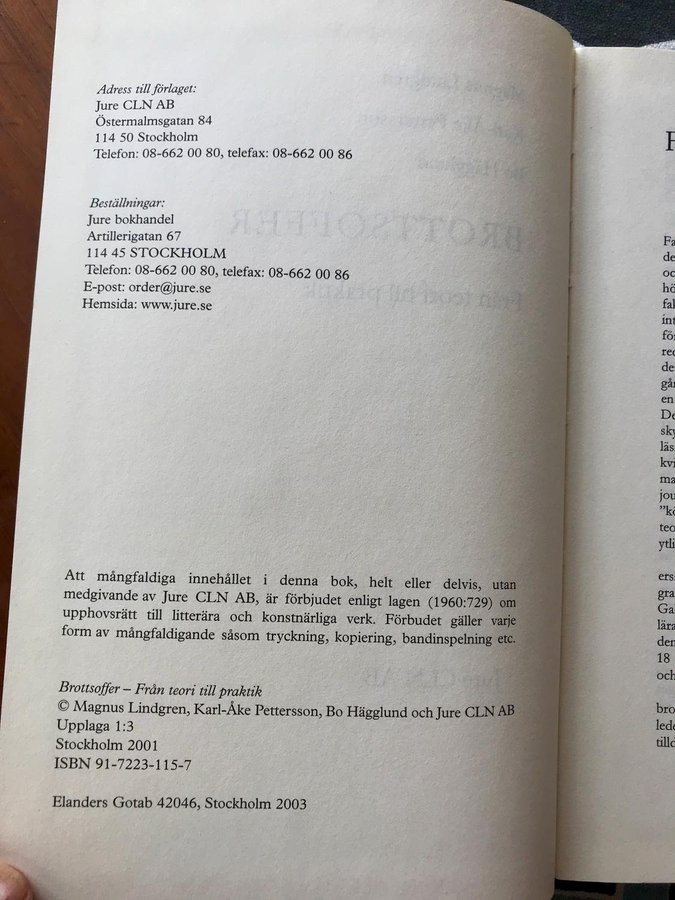 Adress till förlaget:
Jure CLN AB
Östermalmsgatan 84
114 50 Stockholm
Telefon: 08-662 00 80, telefax: 08-662 00 86
Beställningar:
Jure bokhandel
Artillerigatan 67
114 45 STOCKHOLM
Telefon: 08-662 00 80, telefax: 08-662 00 86
E-post: order@jure.se
Hemsida: www.jure.se
Att mångfaldiga innehållet i denna bok, helt eller delvis, utan
medgivande av Jure CLN AB, är förbjudet enligt lagen (1960:729) om
upphovsrätt till litterära och konstnärliga verk. Förbudet gäller varje
form av mångfaldigande såsom tryckning, kopiering, bandinspelning etc.
Brottsoffer – Från teori till praktik
© Magnus Lindgren, Karl-Åke Pettersson, Bo Hägglund och Jure CLN AB
Upplaga 1:3
Stockholm 2001
ISBN 91-7223-115-7
Elanders Gotab 42046, Stockholm 2003